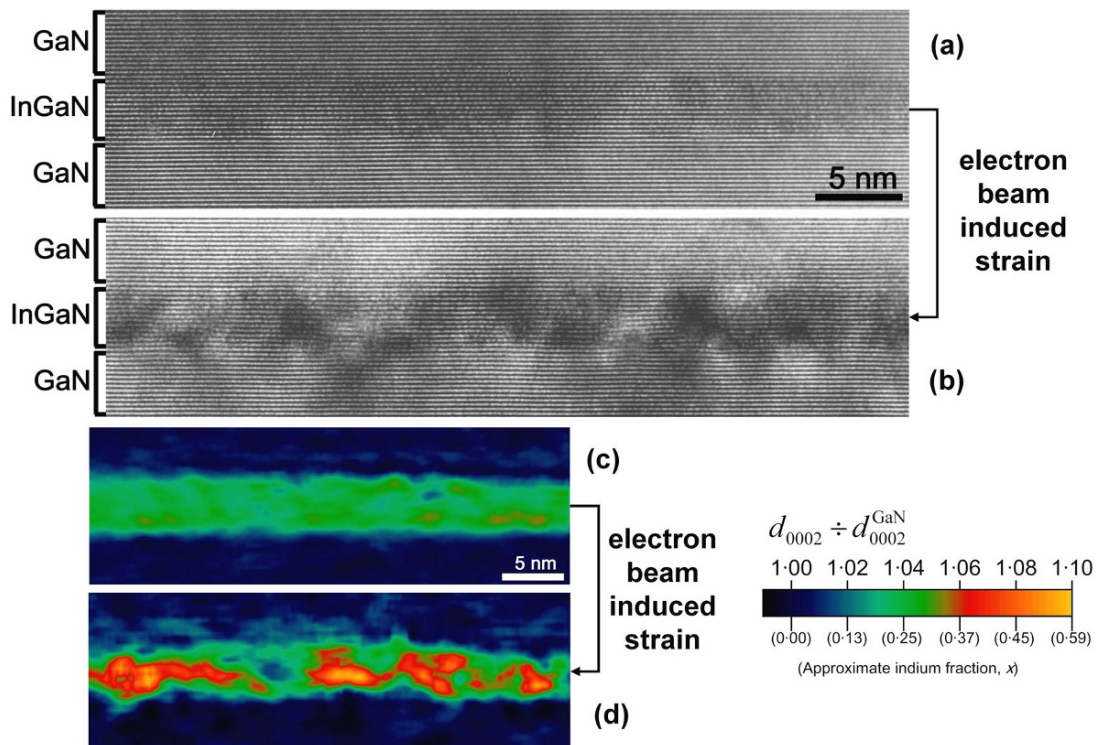 GaN
InGaN
GaN
(a)
5 nm
electron
beam
induced
strain
GaN
InGaN
GaN
(b)
(c)
5 nm
electron
beam
induced
strain
(d)
d₀₀₀₂ ÷ d₀₀₀₂ᴳᵃᴺ
1·00 1·02 1·04 1·06 1·08 1·10
(0·00) (0·13) (0·25) (0·37) (0·45) (0·59)
(Approximate indium fraction, x)